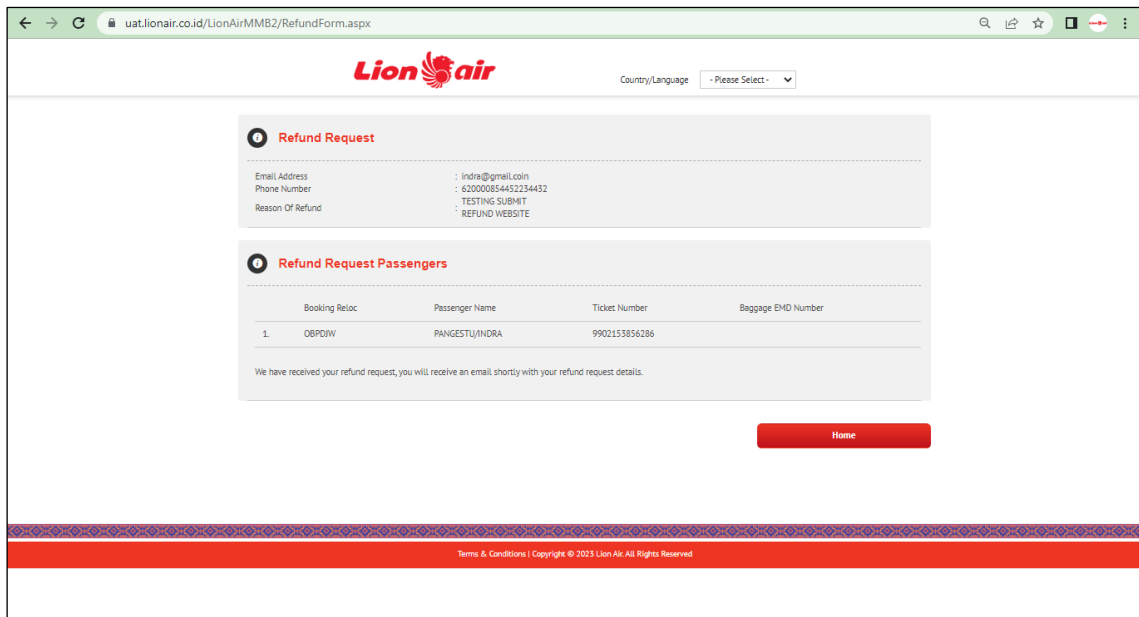 uat.lionair.co.id/LionAirMMB2/RefundForm.aspx
Lion air
Country/Language - Please Select -
Refund Request
Email Address : indra@gmail.coin
Phone Number : 620000854452234432
Reason Of Refund : TESTING SUBMIT
REFUND WEBSITE
Refund Request Passengers
Booking Reloc Passenger Name Ticket Number Baggage EMD Number
1. OBPDJW PANGESTU/INDRA 9902153856286
We have received your refund request, you will receive an email shortly with your refund request details.
Home
Terms & Conditions | Copyright © 2023 Lion Air. All Rights Reserved